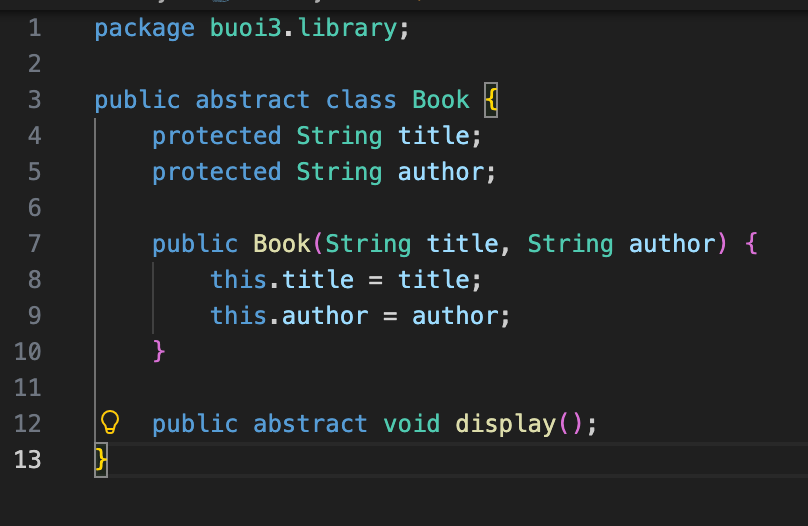 1 package buoi3.library;
2
3 public abstract class Book {
4 protected String title;
5 protected String author;
6
7 public Book(String title, String author) {
8 this.title = title;
9 this.author = author;
10 }
11
12 public abstract void display();
13 }